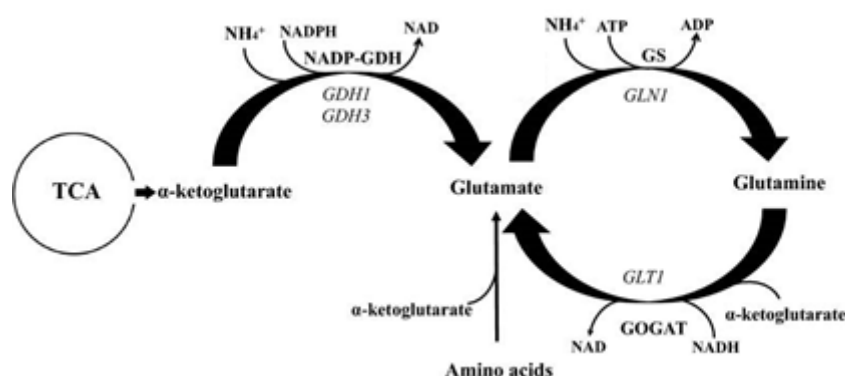 NH₄⁺ NADPH NAD
NADP-GDH
GDH1
GDH3
NH₄⁺ ATP ADP
GS
GLN1
TCA
α-ketoglutarate
Glutamate
Glutamine
GLT1
α-ketoglutarate
α-ketoglutarate
GOGAT
NAD
NADH
Amino acids